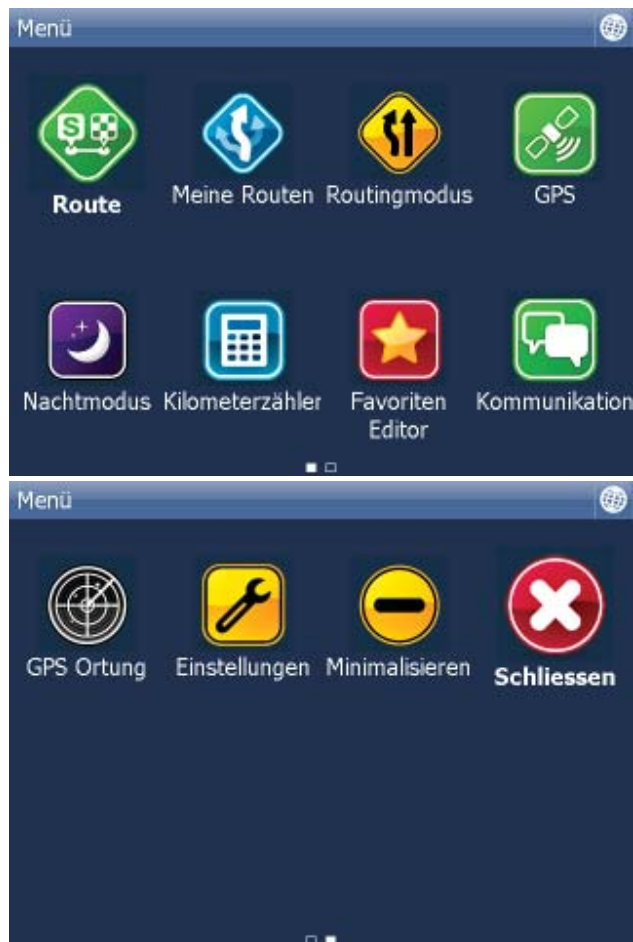 Menü
S
Route
Meine Routen
Routingmodus
GPS
Nachtmodus
Kilometerzähler
Favoriten
Editor
Kommunikation
Menü
GPS Ortung
Einstellungen
Minimalisieren
Schliessen